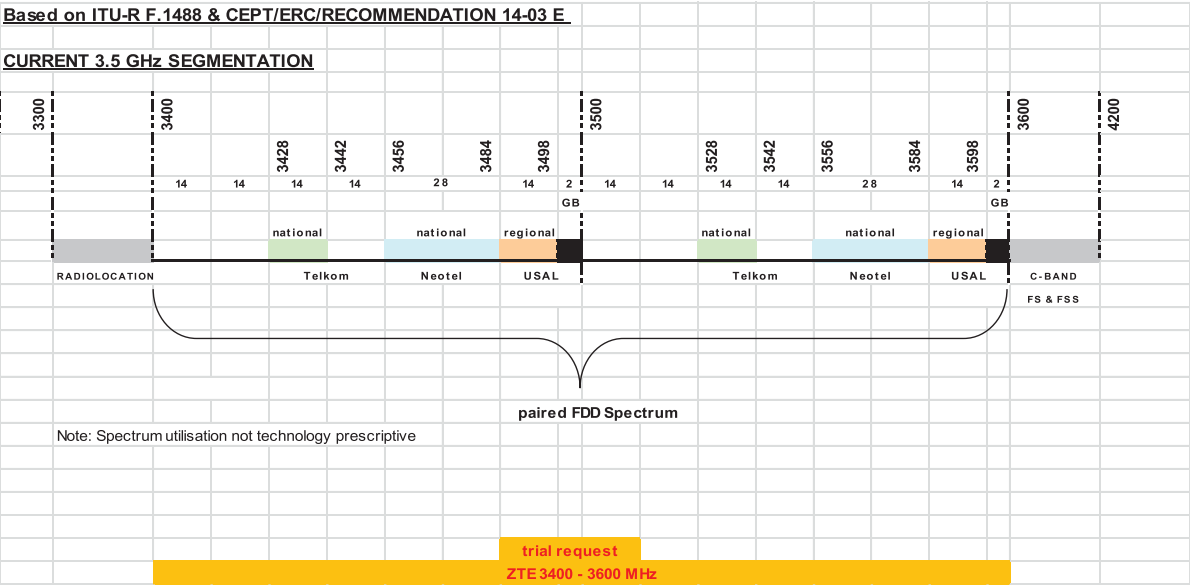 Based on ITU-R F.1488 & CEPT/ERC/RECOMMENDATION 14-03 E
CURRENT 3.5 GHz SEGMENTATION
3300 3400 3500 3600 4200
3428 3442 3456 3484 3498 3528 3542 3556 3584 3598
14 14 14 14 28 14 2 14 14 14 14 28 14 2
GB GB
national national regional national national regional
RADIOLOCATION Telkom Neotel USAL Telkom Neotel USAL C-BAND
FS & FSS
paired FDD Spectrum
Note: Spectrum utilisation not technology prescriptive
trial request
ZTE 3400 - 3600 MHz